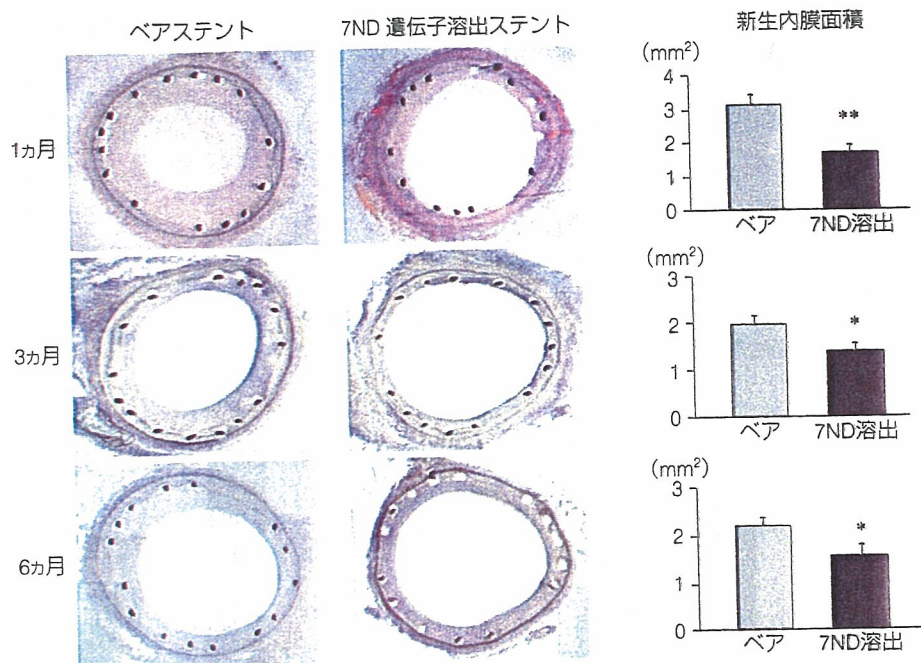 ベアステント
7ND 遺伝子溶出ステント
新生内膜面積
1ヵ月
(mm²)
4
3
2
1
0
**
ベア
7ND溶出
3ヵ月
(mm²)
3
2
1
0
*
ベア
7ND溶出
6ヵ月
(mm²)
3
2
1
0
*
ベア
7ND溶出